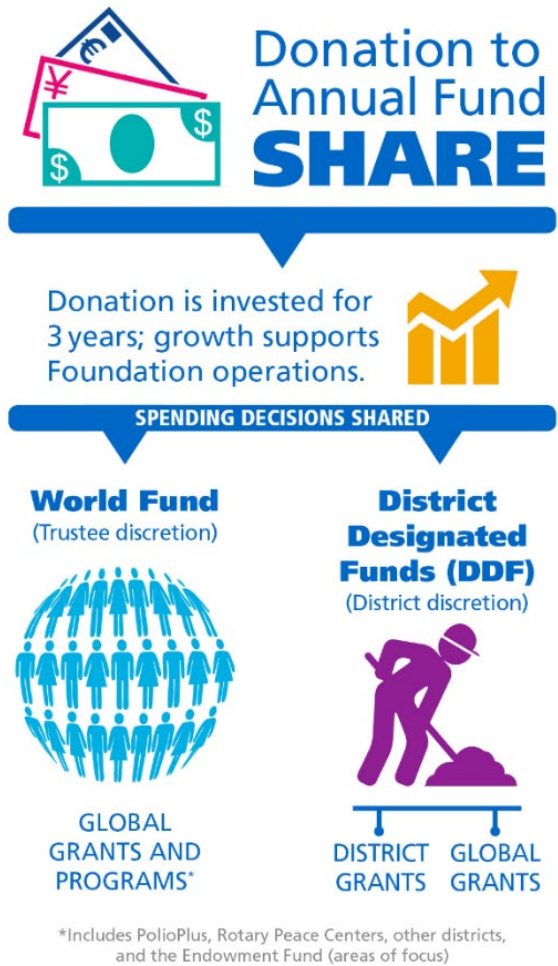 €
¥
$
$
Donation to
Annual Fund
SHARE
Donation is invested for
3 years; growth supports
Foundation operations.
SPENDING DECISIONS SHARED
World Fund
(Trustee discretion)
GLOBAL
GRANTS AND
PROGRAMS*
District
Designated
Funds (DDF)
(District discretion)
DISTRICT
GRANTS
GLOBAL
GRANTS
*Includes PolioPlus, Rotary Peace Centers, other districts,
and the Endowment Fund (areas of focus)